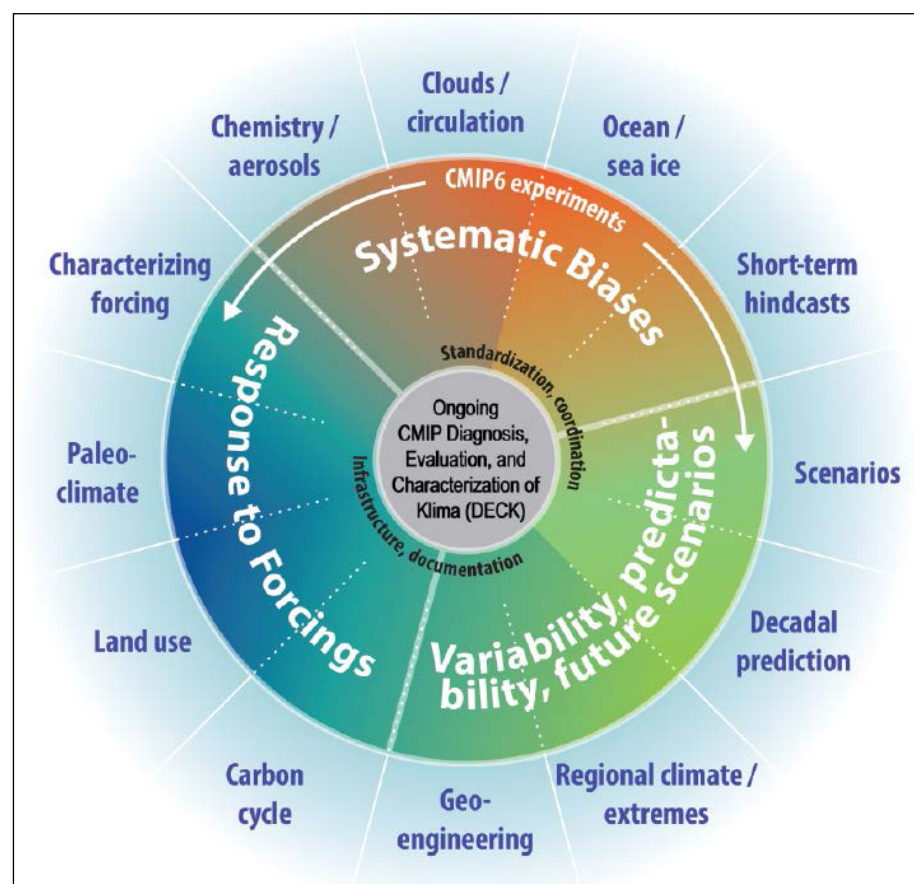 Clouds /
circulation
Ocean /
sea ice
Short-term
hindcasts
Scenarios
Decadal
prediction
Regional climate /
extremes
Geo-
engineering
Carbon
cycle
Land use
Paleo-
climate
Characterizing
forcing
Chemistry /
aerosols
CMIP6 experiments
Systematic Biases
Variability, predicta-
bility, future scenarios
Response to Forcings
Standardization, coordination
Infrastructure, documentation
Ongoing
CMIP Diagnosis,
Evaluation, and
Characterization of
Klima (DECK)